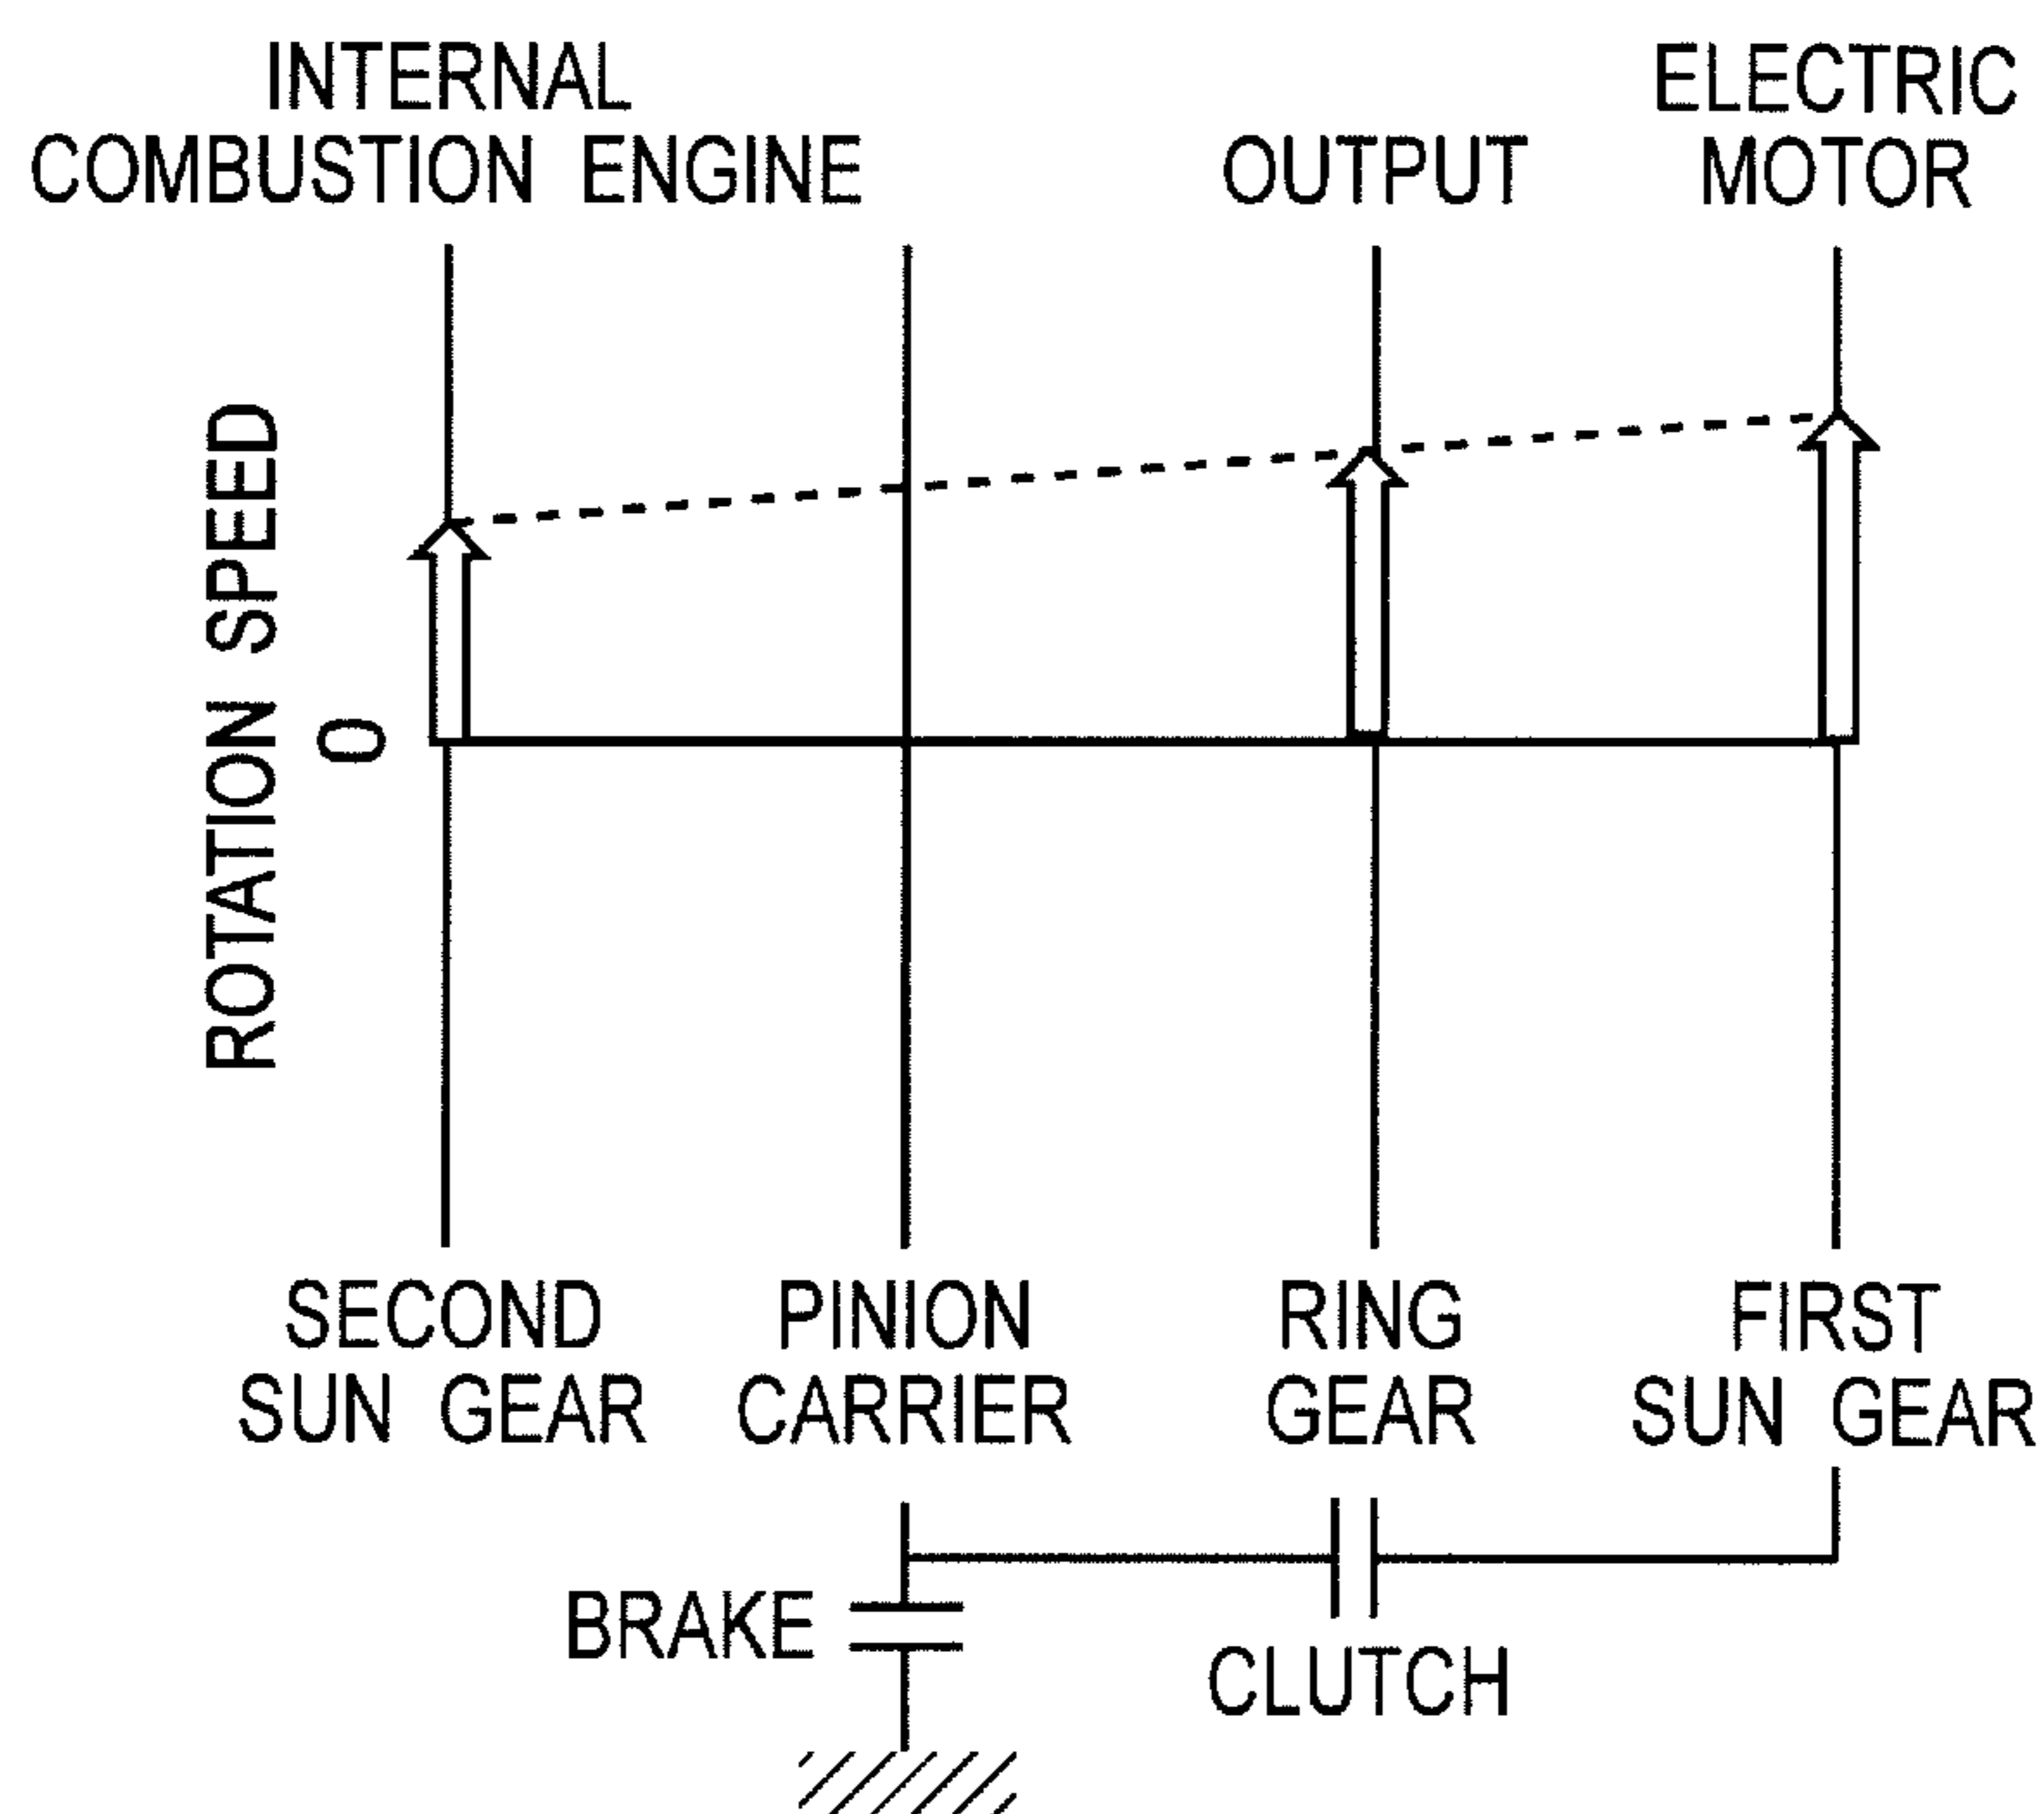 INTERNAL
COMBUSTION ENGINE
OUTPUT
ELECTRIC
MOTOR
ROTATION SPEED
0
SECOND
SUN GEAR
PINION
CARRIER
RING
GEAR
FIRST
SUN GEAR
BRAKE
CLUTCH